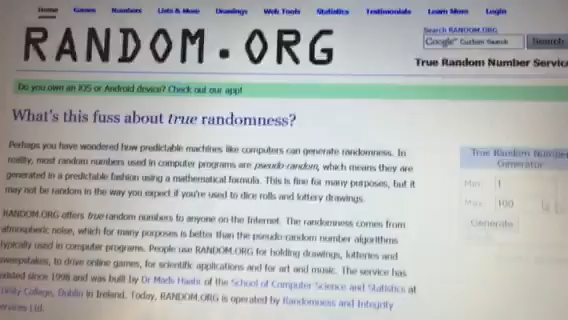 Home Games Numbers Lists & More Drawings Web Tools Statistics Testimonials Learn More Login
RANDOM.ORG
Search RANDOM.ORG
Google Custom Search Search
True Random Number Service
Do you own an iOS or Android device? Check out our app!
What's this fuss about true randomness?
Perhaps you have wondered how predictable machines like computers can generate randomness. In
reality, most random numbers used in computer programs are pseudo-random, which means they are
generated in a predictable fashion using a mathematical formula. This is fine for many purposes, but it
may not be random in the way you expect if you're used to dice rolls and lottery drawings.
RANDOM.ORG offers true random numbers to anyone on the Internet. The randomness comes from
atmospheric noise, which for many purposes is better than the pseudo-random number algorithms
typically used in computer programs. People use RANDOM.ORG for holding drawings, lotteries and
sweepstakes, to drive online games, for scientific applications and for art and music. The service has
existed since 1998 and was built by Dr Mads Haahr of the School of Computer Science and Statistics at
Trinity College, Dublin in Ireland. Today, RANDOM.ORG is operated by Randomness and Integrity
Services Ltd.
True Random Number
Generator
Min: 1
Max: 100
Generate